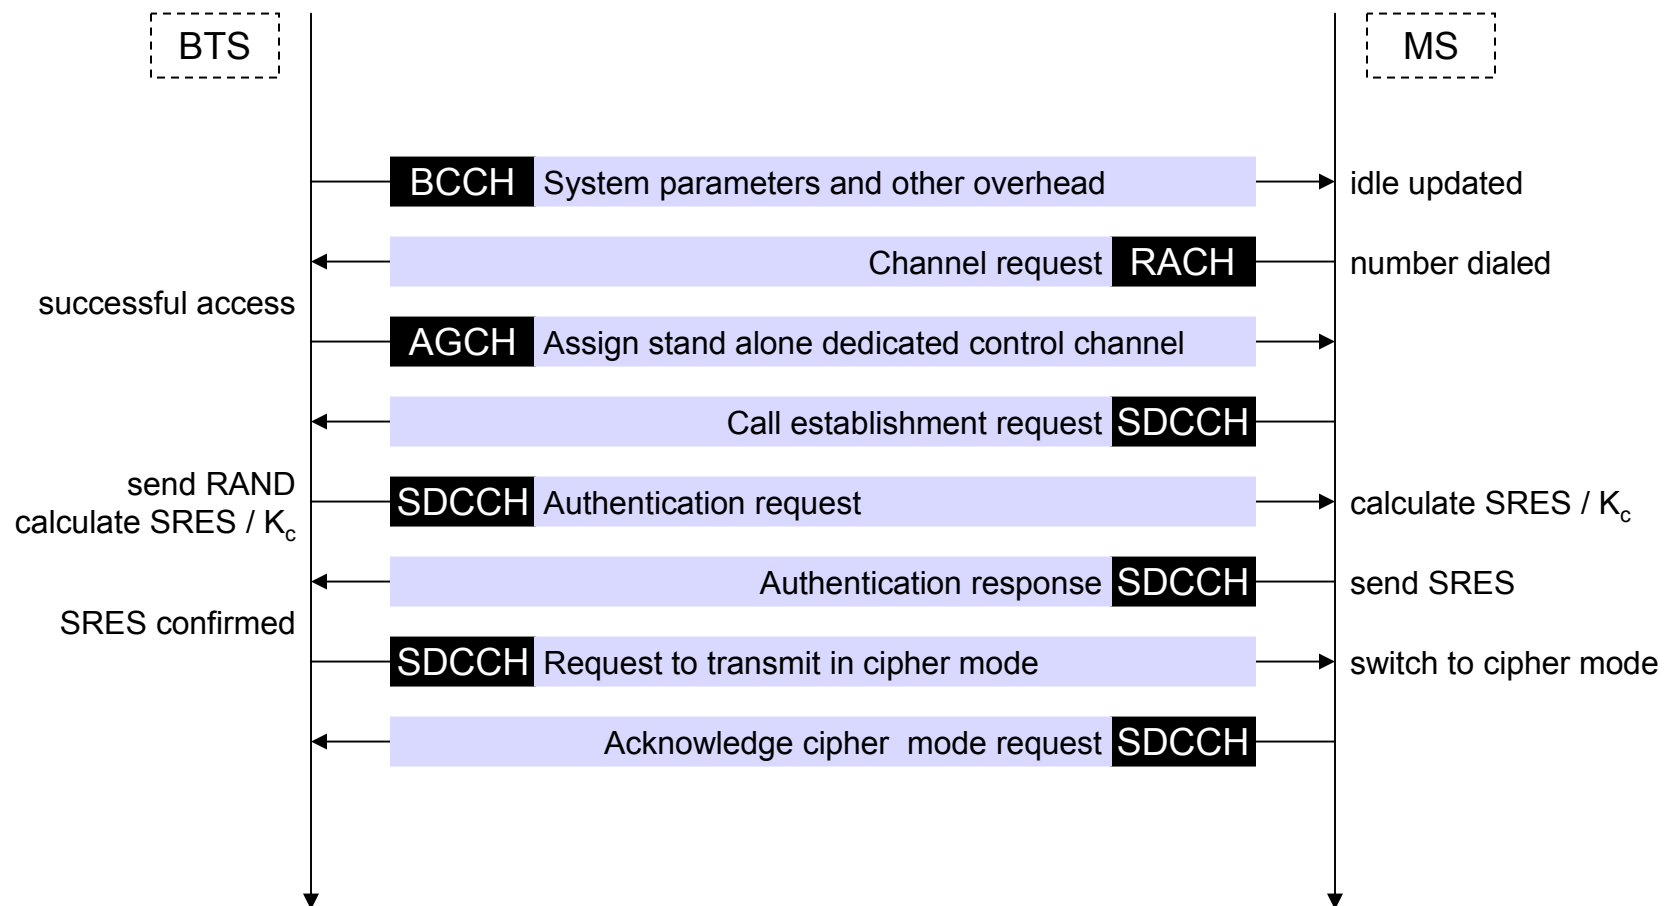 BTS
MS
BCCH System parameters and other overhead
idle updated
Channel request RACH
number dialed
successful access
AGCH Assign stand alone dedicated control channel
Call establishment request SDCCH
send RAND
calculate SRES / Kc
SDCCH Authentication request
calculate SRES / Kc
Authentication response SDCCH
send SRES
SRES confirmed
SDCCH Request to transmit in cipher mode
switch to cipher mode
Acknowledge cipher  mode request SDCCH